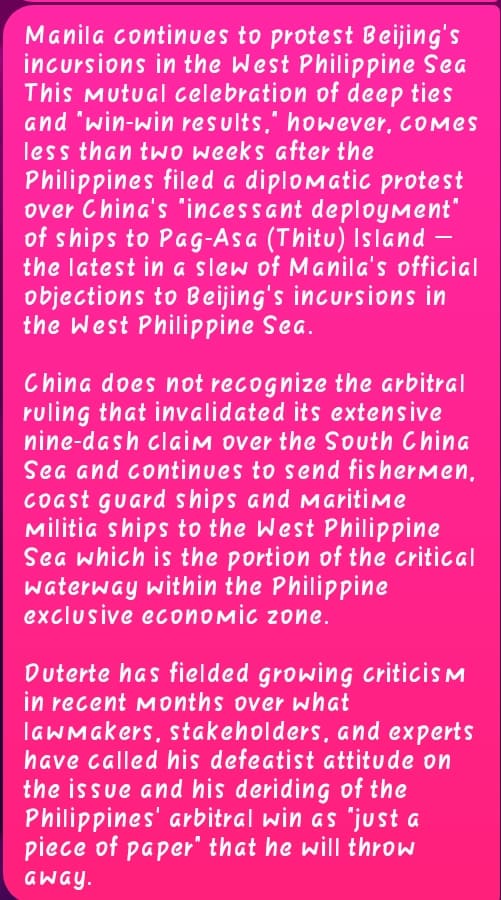 Manila continues to protest Beijing's
incursions in the West Philippine Sea
This mutual celebration of deep ties
and "win-win results," however, comes
less than two weeks after the
Philippines filed a diplomatic protest
over China's "incessant deployment"
of ships to Pag-Asa (Thitu) Island —
the latest in a slew of Manila's official
objections to Beijing's incursions in
the West Philippine Sea.

China does not recognize the arbitral
ruling that invalidated its extensive
nine-dash claim over the South China
Sea and continues to send fishermen,
coast guard ships and maritime
militia ships to the West Philippine
Sea which is the portion of the critical
waterway within the Philippine
exclusive economic zone.

Duterte has fielded growing criticism
in recent months over what
lawmakers, stakeholders, and experts
have called his defeatist attitude on
the issue and his deriding of the
Philippines' arbitral win as "just a
piece of paper" that he will throw
away.